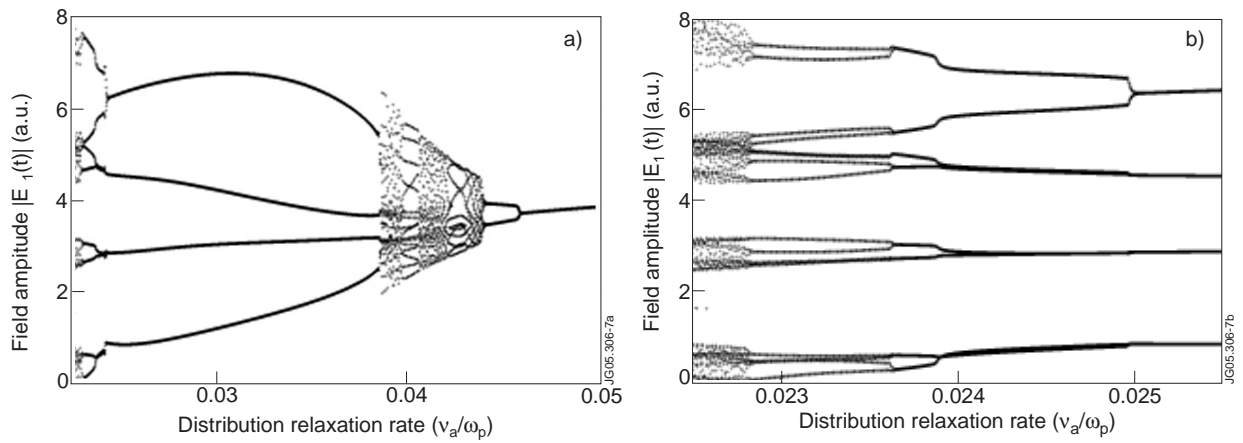 8
6
4
2
0
Field ampitude |E 1(t)| (a.u.)
a)
0.03
0.04
0.05
Distribution relaxation rate (νa/ωp)
JG05.306-7a
8
6
4
2
0
Field amplitude |E1 (t)| (a.u.)
b)
0.023
0.024
0.025
Distribution relaxation rate (νa/ωp)
JG05.306-7b